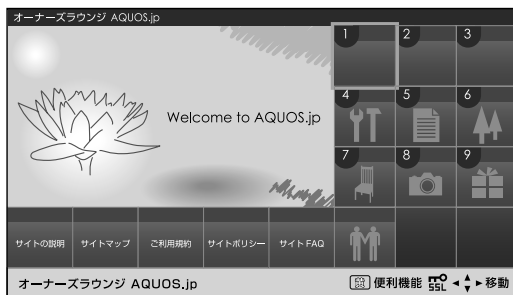 オーナーズラウンジ AQUOS.jp
1
2
3
Welcome to AQUOS.jp
4
5
6
7
8
9
サイトの説明
サイトマップ
ご利用規約
サイトポリシー
サイト FAQ
オーナーズラウンジ AQUOS.jp
便利機能 SSL 移動